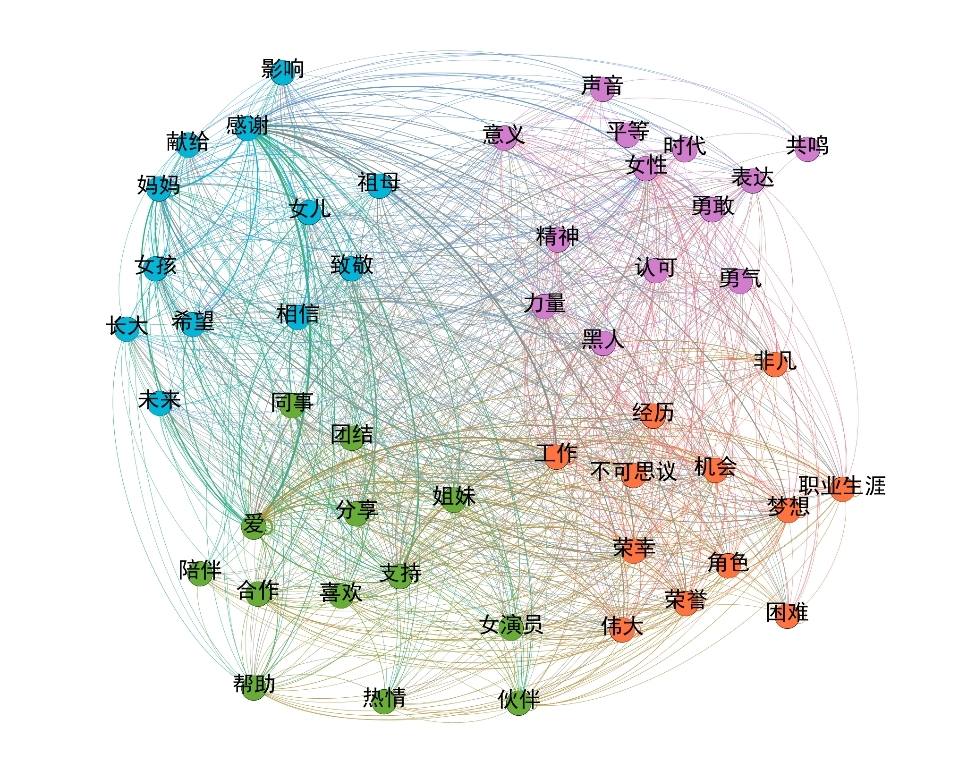 影响
声音
感谢
献给
意义
平等
时代
共鸣
女性
妈妈
祖母
表达
女儿
勇敢
精神
女孩
致敬
认可
勇气
长大
希望
相信
力量
黑人
非凡
未来
同事
经历
团结
工作
不可思议
机会
职业生涯
姐妹
分享
梦想
爱
荣幸
角色
陪伴
合作
喜欢
支持
荣誉
困难
女演员
伟大
帮助
热情
伙伴